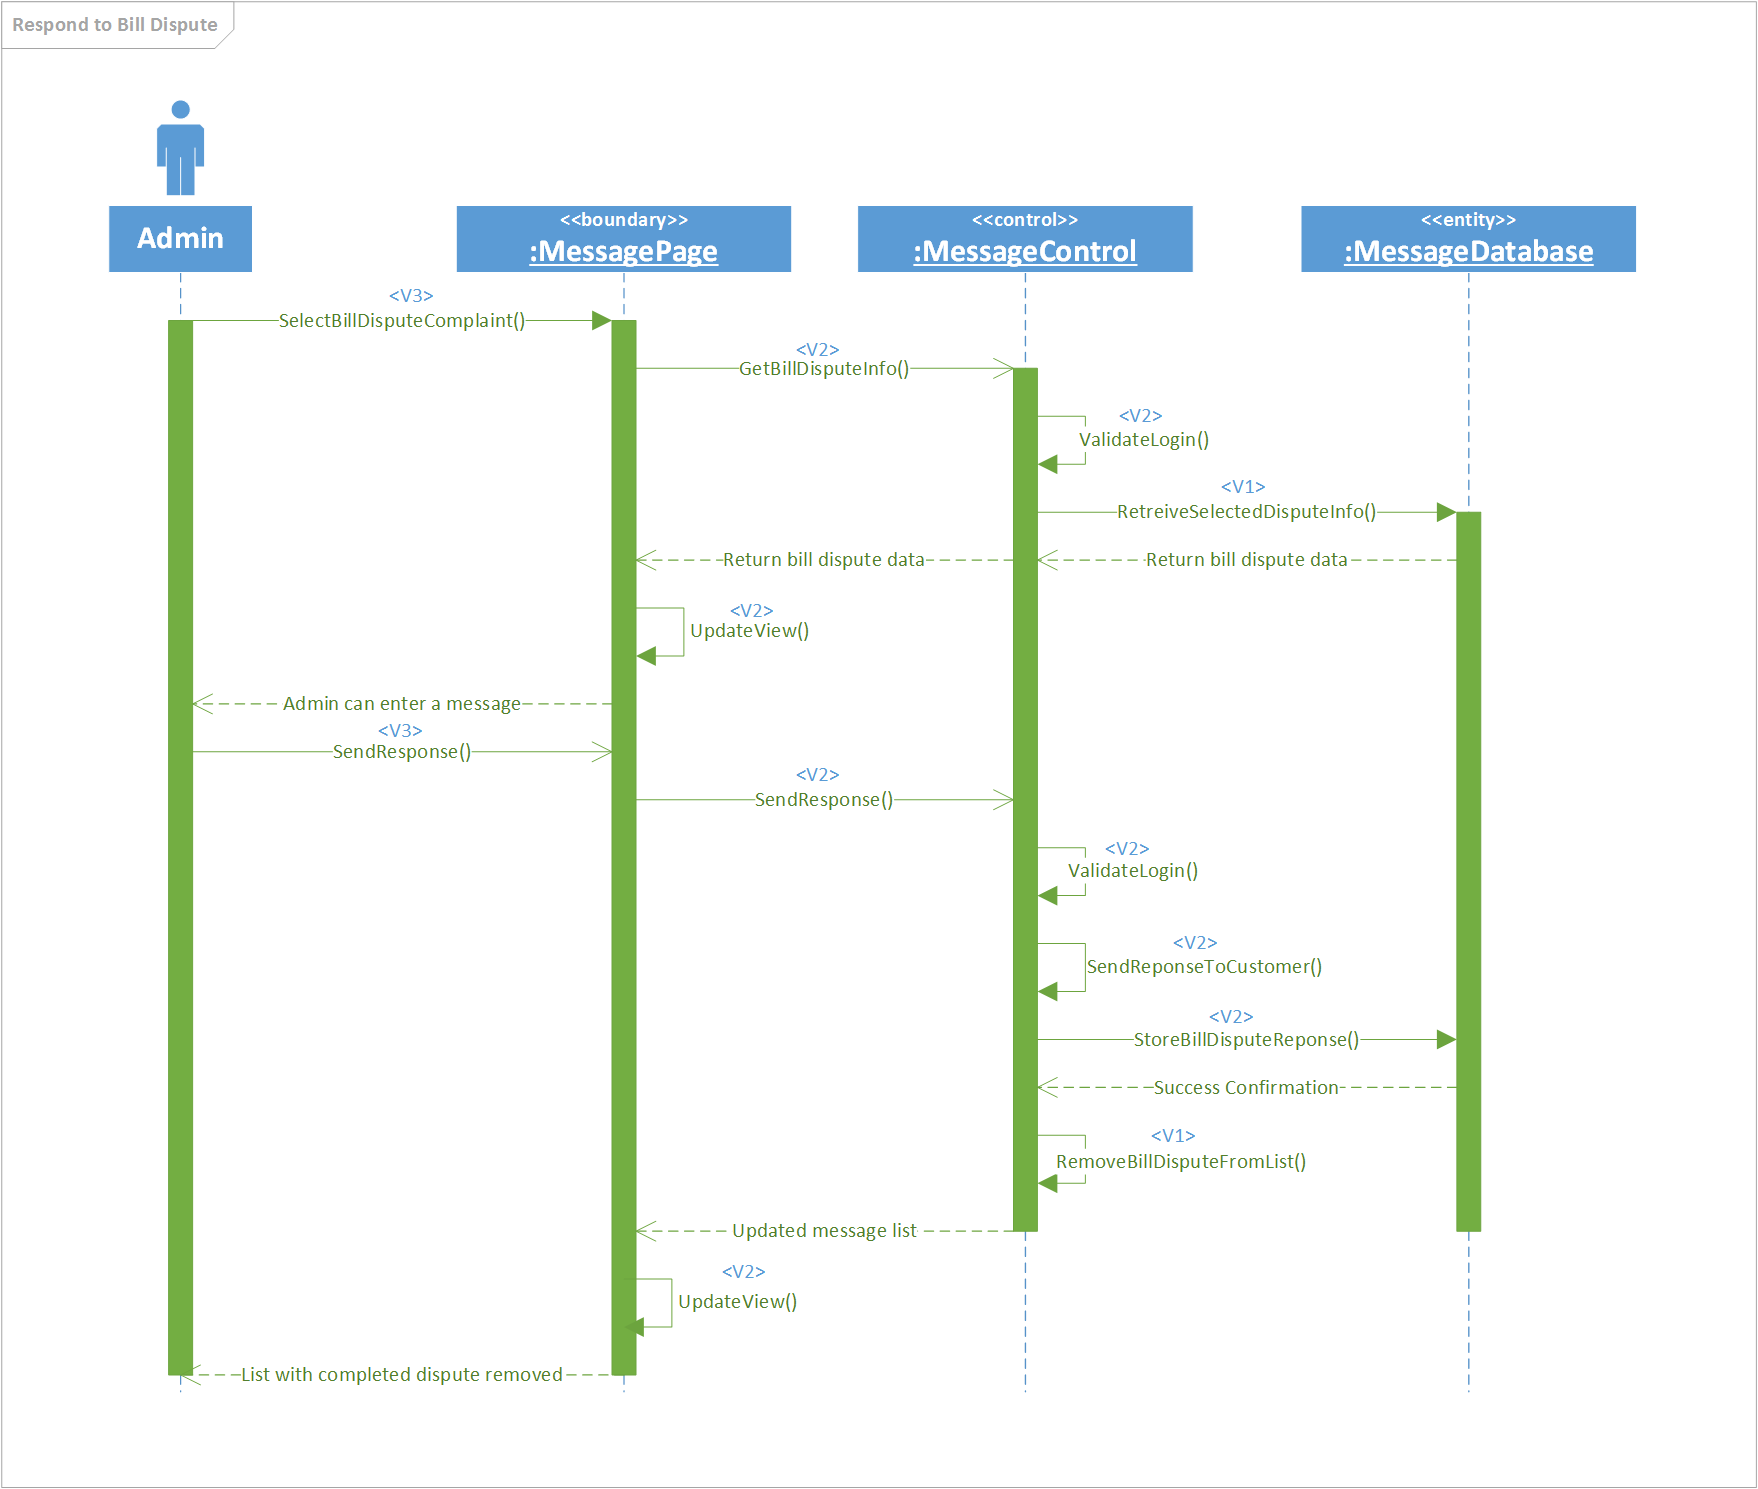 Respond to Bill Dispute
Admin
<<boundary>>
:MessagePage
<<control>>
:MessageControl
<<entity>>
:MessageDatabase
<V3>
SelectBillDisputeComplaint()
<V2>
GetBillDisputeInfo()
<V2>
ValidateLogin()
<V1>
RetreiveSelectedDisputeInfo()
Return bill dispute data
Return bill dispute data
<V2>
UpdateView()
Admin can enter a message
<V3>
SendResponse()
<V2>
SendResponse()
<V2>
ValidateLogin()
<V2>
SendReponseToCustomer()
<V2>
StoreBillDisputeReponse()
Success Confirmation
<V1>
RemoveBillDisputeFromList()
Updated message list
<V2>
UpdateView()
List with completed dispute removed